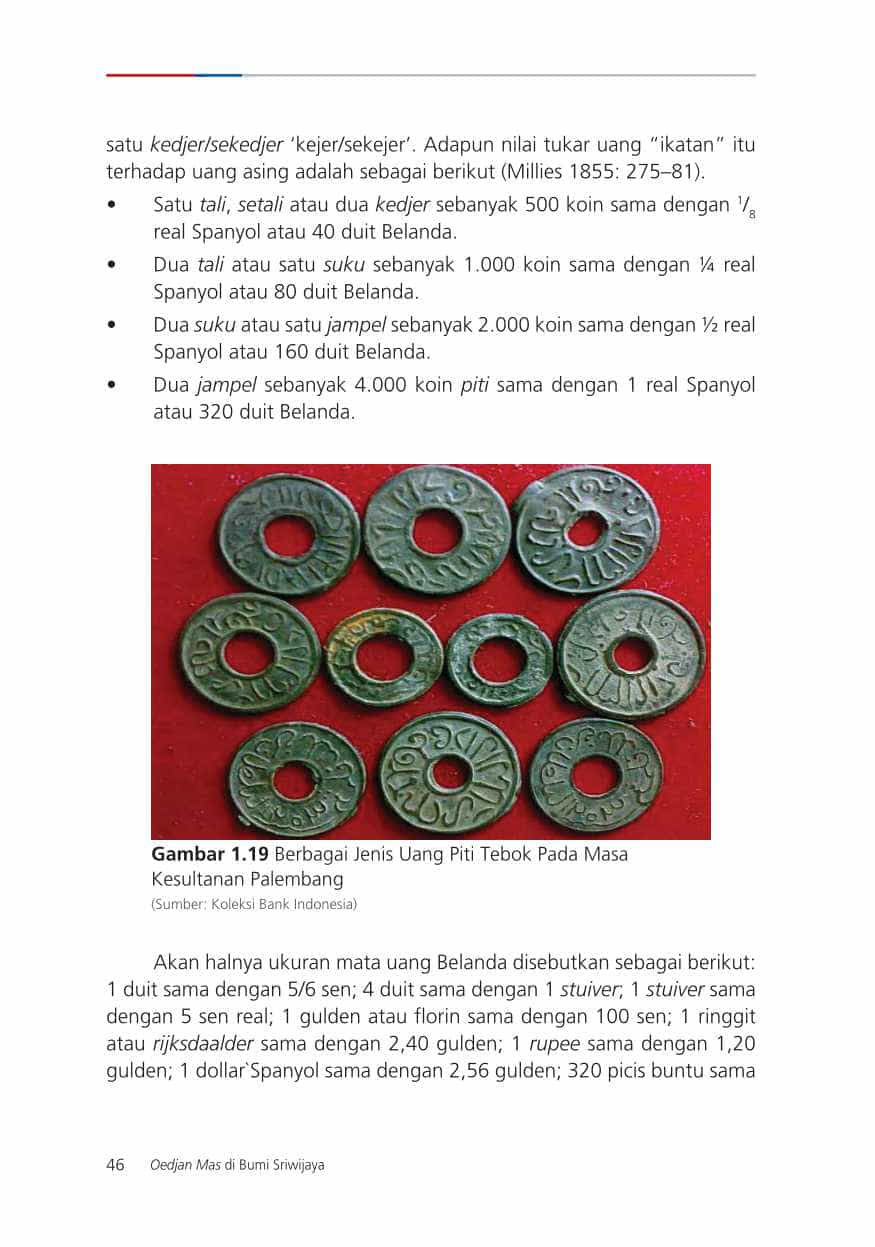 satu kedjer/sekedjer ‘kejer/sekejer’. Adapun nilai tukar uang “ikatan” itu
terhadap uang asing adalah sebagai berikut (Millies 1855: 275–81).
• Satu tali, setali atau dua kedjer sebanyak 500 koin sama dengan 1/8
real Spanyol atau 40 duit Belanda.
• Dua tali atau satu suku sebanyak 1.000 koin sama dengan ¼ real
Spanyol atau 80 duit Belanda.
• Dua suku atau satu jampel sebanyak 2.000 koin sama dengan ½ real
Spanyol atau 160 duit Belanda.
• Dua jampel sebanyak 4.000 koin piti sama dengan 1 real Spanyol
atau 320 duit Belanda.
Gambar 1.19 Berbagai Jenis Uang Piti Tebok Pada Masa
Kesultanan Palembang
(Sumber: Koleksi Bank Indonesia)
Akan halnya ukuran mata uang Belanda disebutkan sebagai berikut:
1 duit sama dengan 5/6 sen; 4 duit sama dengan 1 stuiver; 1 stuiver sama
dengan 5 sen real; 1 gulden atau florin sama dengan 100 sen; 1 ringgit
atau rijksdaalder sama dengan 2,40 gulden; 1 rupee sama dengan 1,20
gulden; 1 dollar`Spanyol sama dengan 2,56 gulden; 320 picis buntu sama
46 Oedjan Mas di Bumi Sriwijaya